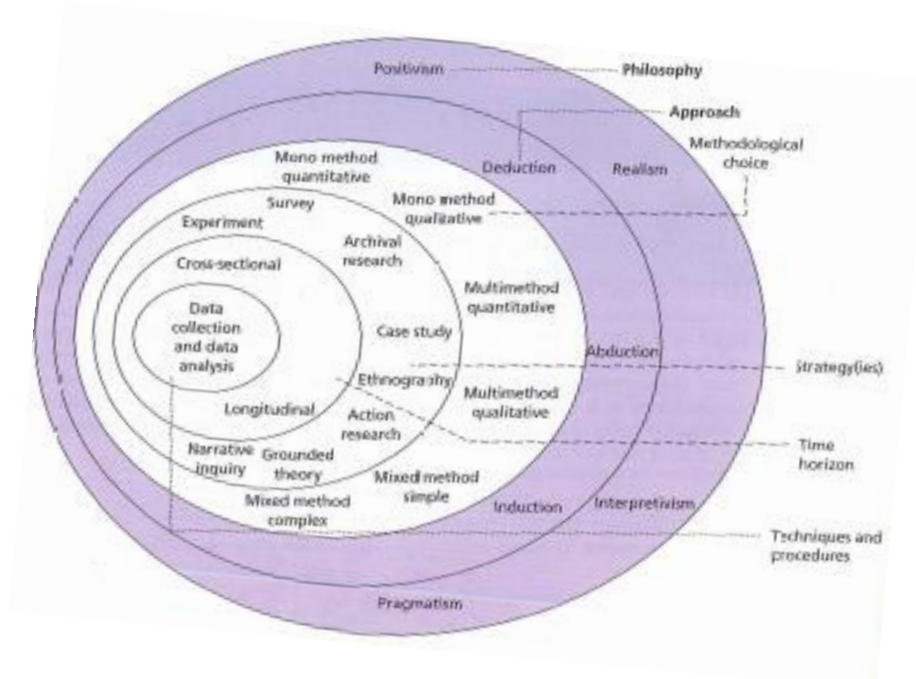 Positivism
Philosophy
Approach
Methodological
choice
Mono method
quantitative
Deduction
Realism
Survey
Mono method
qualitative
Experiment
Archival
research
Cross-sectional
Multimethod
quantitative
Data
collection
and data
analysis
Case study
Abduction
Strategy(ies)
Ethnography
Multimethod
qualitative
Longitudinal
Action
research
Time
horizon
Narrative
inquiry
Grounded
theory
Mixed method
simple
Mixed method
complex
Induction
Interpretivism
Techniques and
procedures
Pragmatism